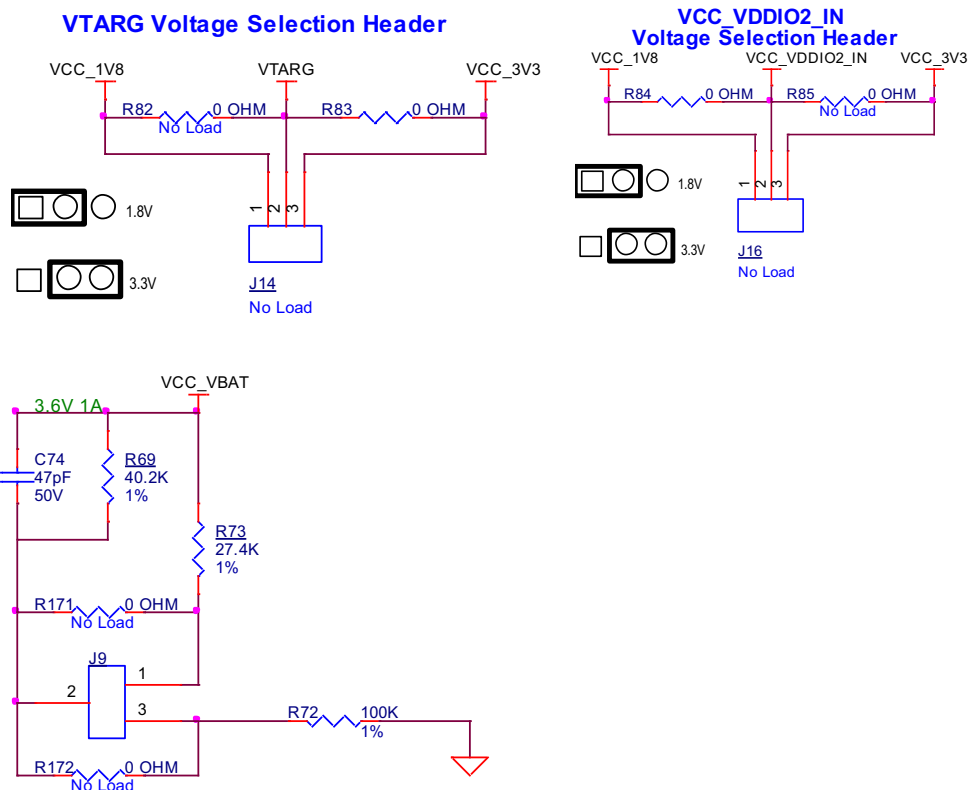 VTARG Voltage Selection Header
VCC_1V8
VTARG
VCC_3V3
R82
0 OHM
No Load
R83
0 OHM
1
2
3
1.8V
3.3V
J14
No Load
VCC_VDDIO2_IN
Voltage Selection Header
VCC_1V8
VCC_VDDIO2_IN
VCC_3V3
R84
0 OHM
R85
0 OHM
No Load
1
2
3
1.8V
3.3V
J16
No Load
VCC_VBAT
3.6V 1A
C74
47pF
50V
R69
40.2K
1%
R73
27.4K
1%
R171
0 OHM
No Load
J9
1
2
3
R72
100K
1%
R172
0 OHM
No Load